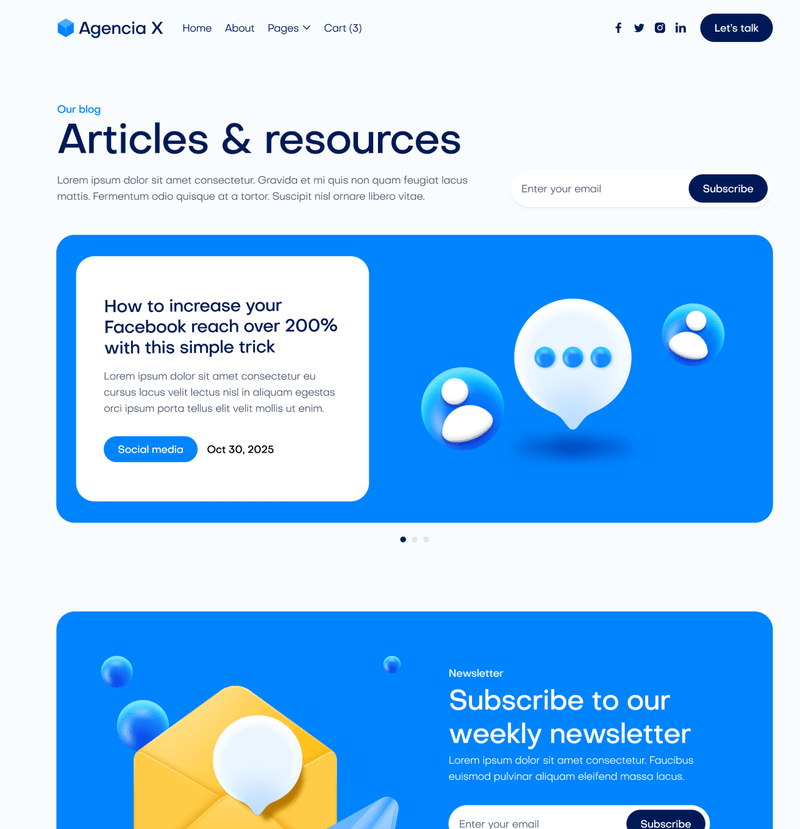 Agencia X
Home
About
Pages
Cart (3)
Let's talk
Our blog
Articles & resources
Lorem ipsum dolor sit amet consectetur. Gravida et mi quis non quam feugiat lacus
mattis. Fermentum odio quisque at a tortor. Suscipit nisl ornare libero vitae.
Enter your email
Subscribe
How to increase your
Facebook reach over 200%
with this simple trick
Lorem ipsum dolor sit amet consectetur eu
cursus lacus velit lectus nisl in aliquam egestas
orci ipsum porta tellus elit velit mollis ut enim.
Social media
Oct 30, 2025
Newsletter
Subscribe to our
weekly newsletter
Lorem ipsum dolor sit amet consectetur. Faucibus
euismod pulvinar aliquam eleifend massa lacus.
Enter your email
Subscribe